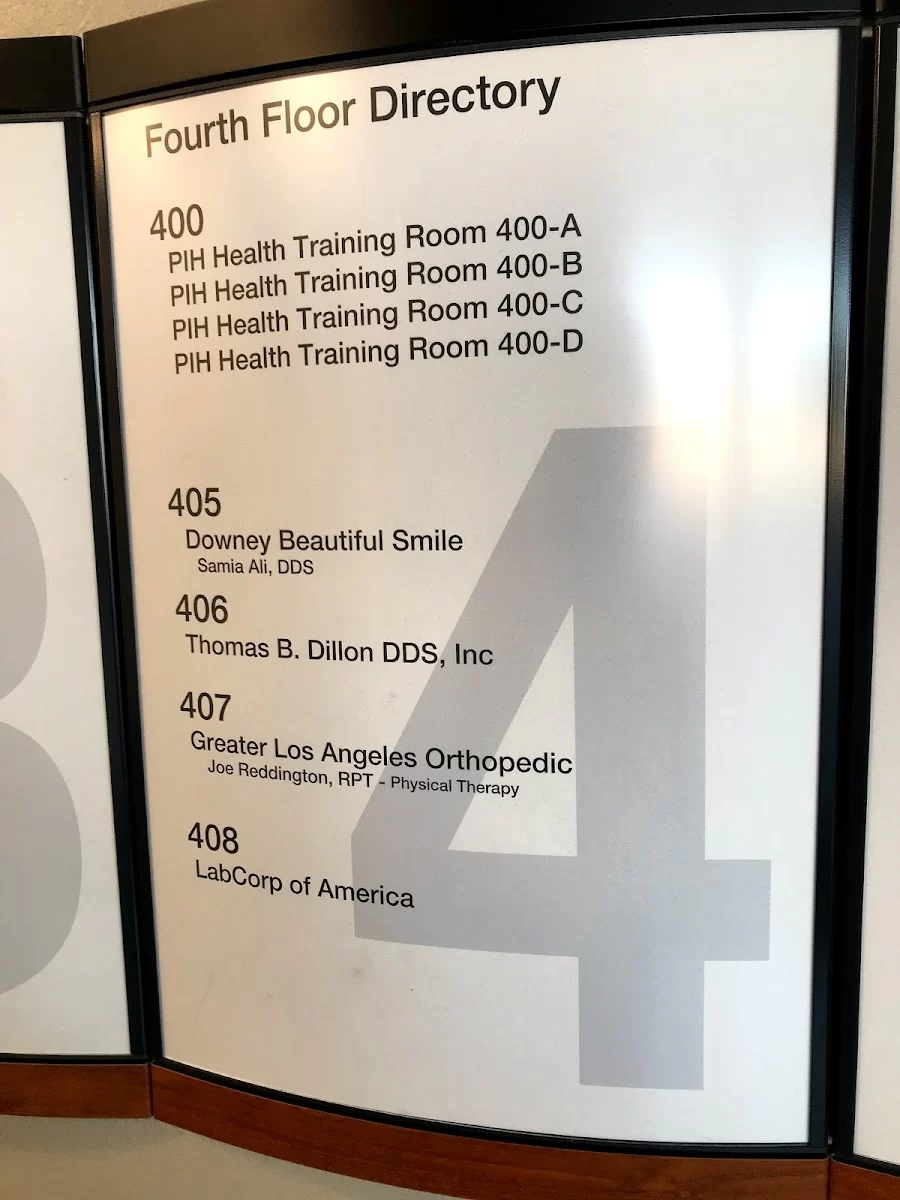 Fourth Floor Directory
400
PIH Health Training Room 400-A
PIH Health Training Room 400-B
PIH Health Training Room 400-C
PIH Health Training Room 400-D
405
Downey Beautiful Smile
Samia Ali, DDS
406
Thomas B. Dillon DDS, Inc
407
Greater Los Angeles Orthopedic
Joe Reddington, RPT - Physical Therapy
408
LabCorp of America
4